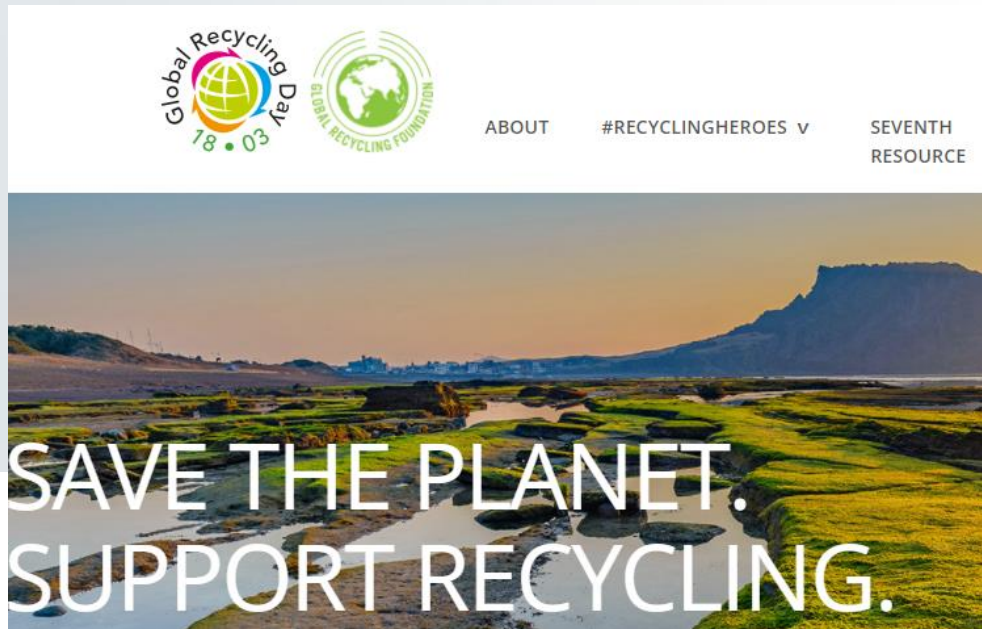 Global Recycling Day
18 • 03
GLOBAL RECYCLING FOUNDATION
ABOUT
#RECYCLINGHEROES v
SEVENTH
RESOURCE
SAVE THE PLANET.
SUPPORT RECYCLING.